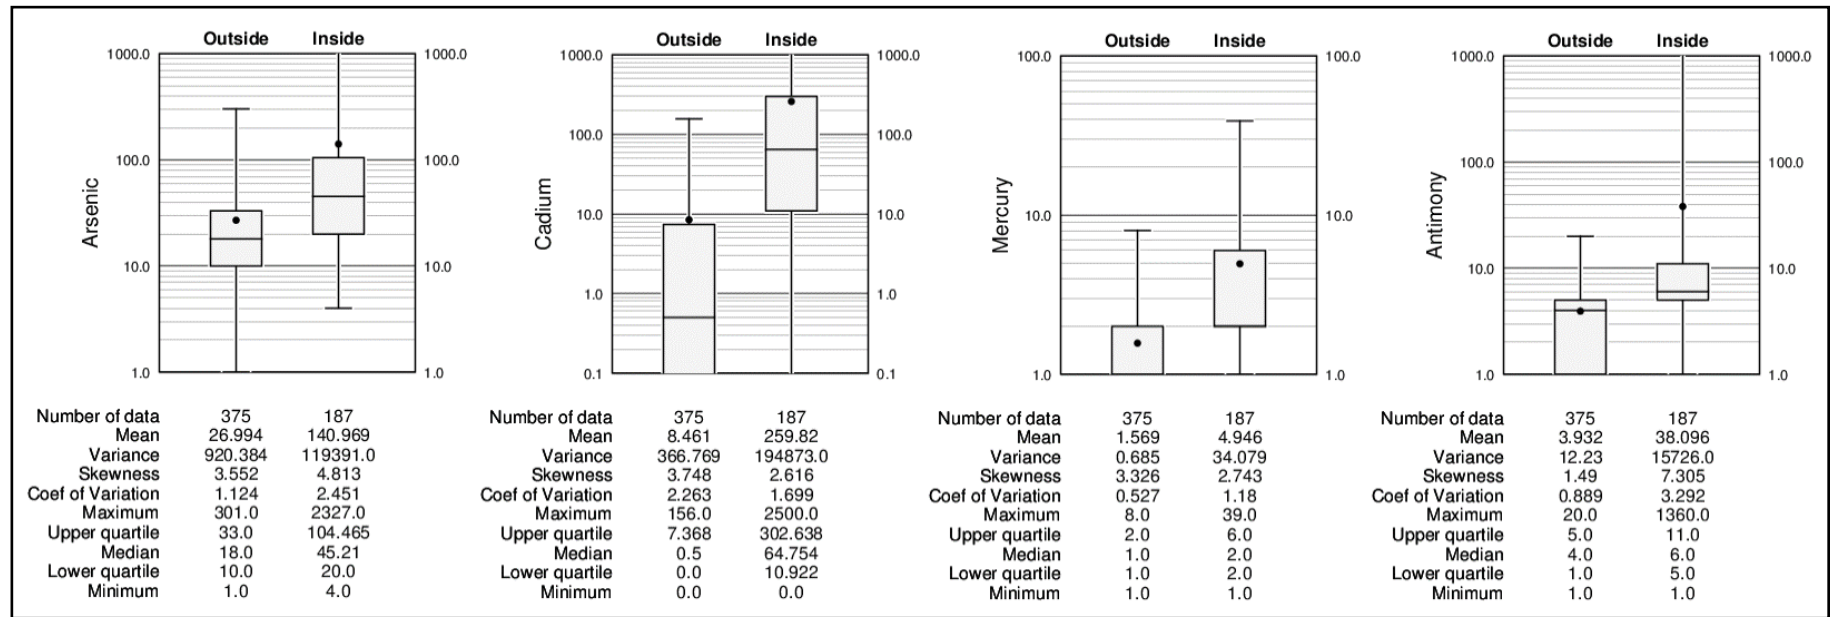 Outside Inside
1000.0 1000.0
100.0 100.0
10.0 10.0
1.0 1.0
Arsenic
Number of data 375 187
Mean 26.994 140.969
Variance 920.384 119391.0
Skewness 3.552 4.813
Coef of Variation 1.124 2.451
Maximum 301.0 2327.0
Upper quartile 33.0 104.465
Median 18.0 45.21
Lower quartile 10.0 20.0
Minimum 1.0 4.0
Outside Inside
1000.0 1000.0
100.0 100.0
10.0 10.0
1.0 1.0
0.1 0.1
Cadium
Number of data 375 187
Mean 8.461 259.82
Variance 366.769 194873.0
Skewness 3.748 2.616
Coef of Variation 2.263 1.699
Maximum 156.0 2500.0
Upper quartile 7.368 302.638
Median 0.5 64.754
Lower quartile 0.0 10.922
Minimum 0.0 0.0
Outside Inside
100.0 100.0
10.0 10.0
1.0 1.0
Mercury
Number of data 375 187
Mean 1.569 4.946
Variance 0.685 34.079
Skewness 3.326 2.743
Coef of Variation 0.527 1.18
Maximum 8.0 39.0
Upper quartile 2.0 6.0
Median 1.0 2.0
Lower quartile 1.0 2.0
Minimum 1.0 1.0
Outside Inside
1000.0 1000.0
100.0 100.0
10.0 10.0
1.0 1.0
Antimony
Number of data 375 187
Mean 3.932 38.096
Variance 12.23 15726.0
Skewness 1.49 7.305
Coef of Variation 0.889 3.292
Maximum 20.0 1360.0
Upper quartile 5.0 11.0
Median 4.0 6.0
Lower quartile 1.0 5.0
Minimum 1.0 1.0